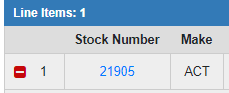 Line Items: 1
Stock Number Make
1 21905 ACT